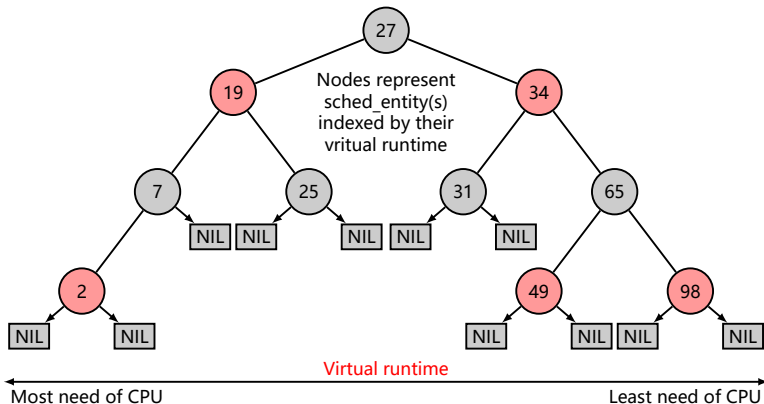 27
19
Nodes represent
sched_entity(s)
indexed by their
vritual runtime
34
7
25
31
65
NIL
NIL
NIL
NIL
NIL
2
49
98
NIL
NIL
NIL
NIL
NIL
NIL
Virtual runtime
Most need of CPU
Least need of CPU